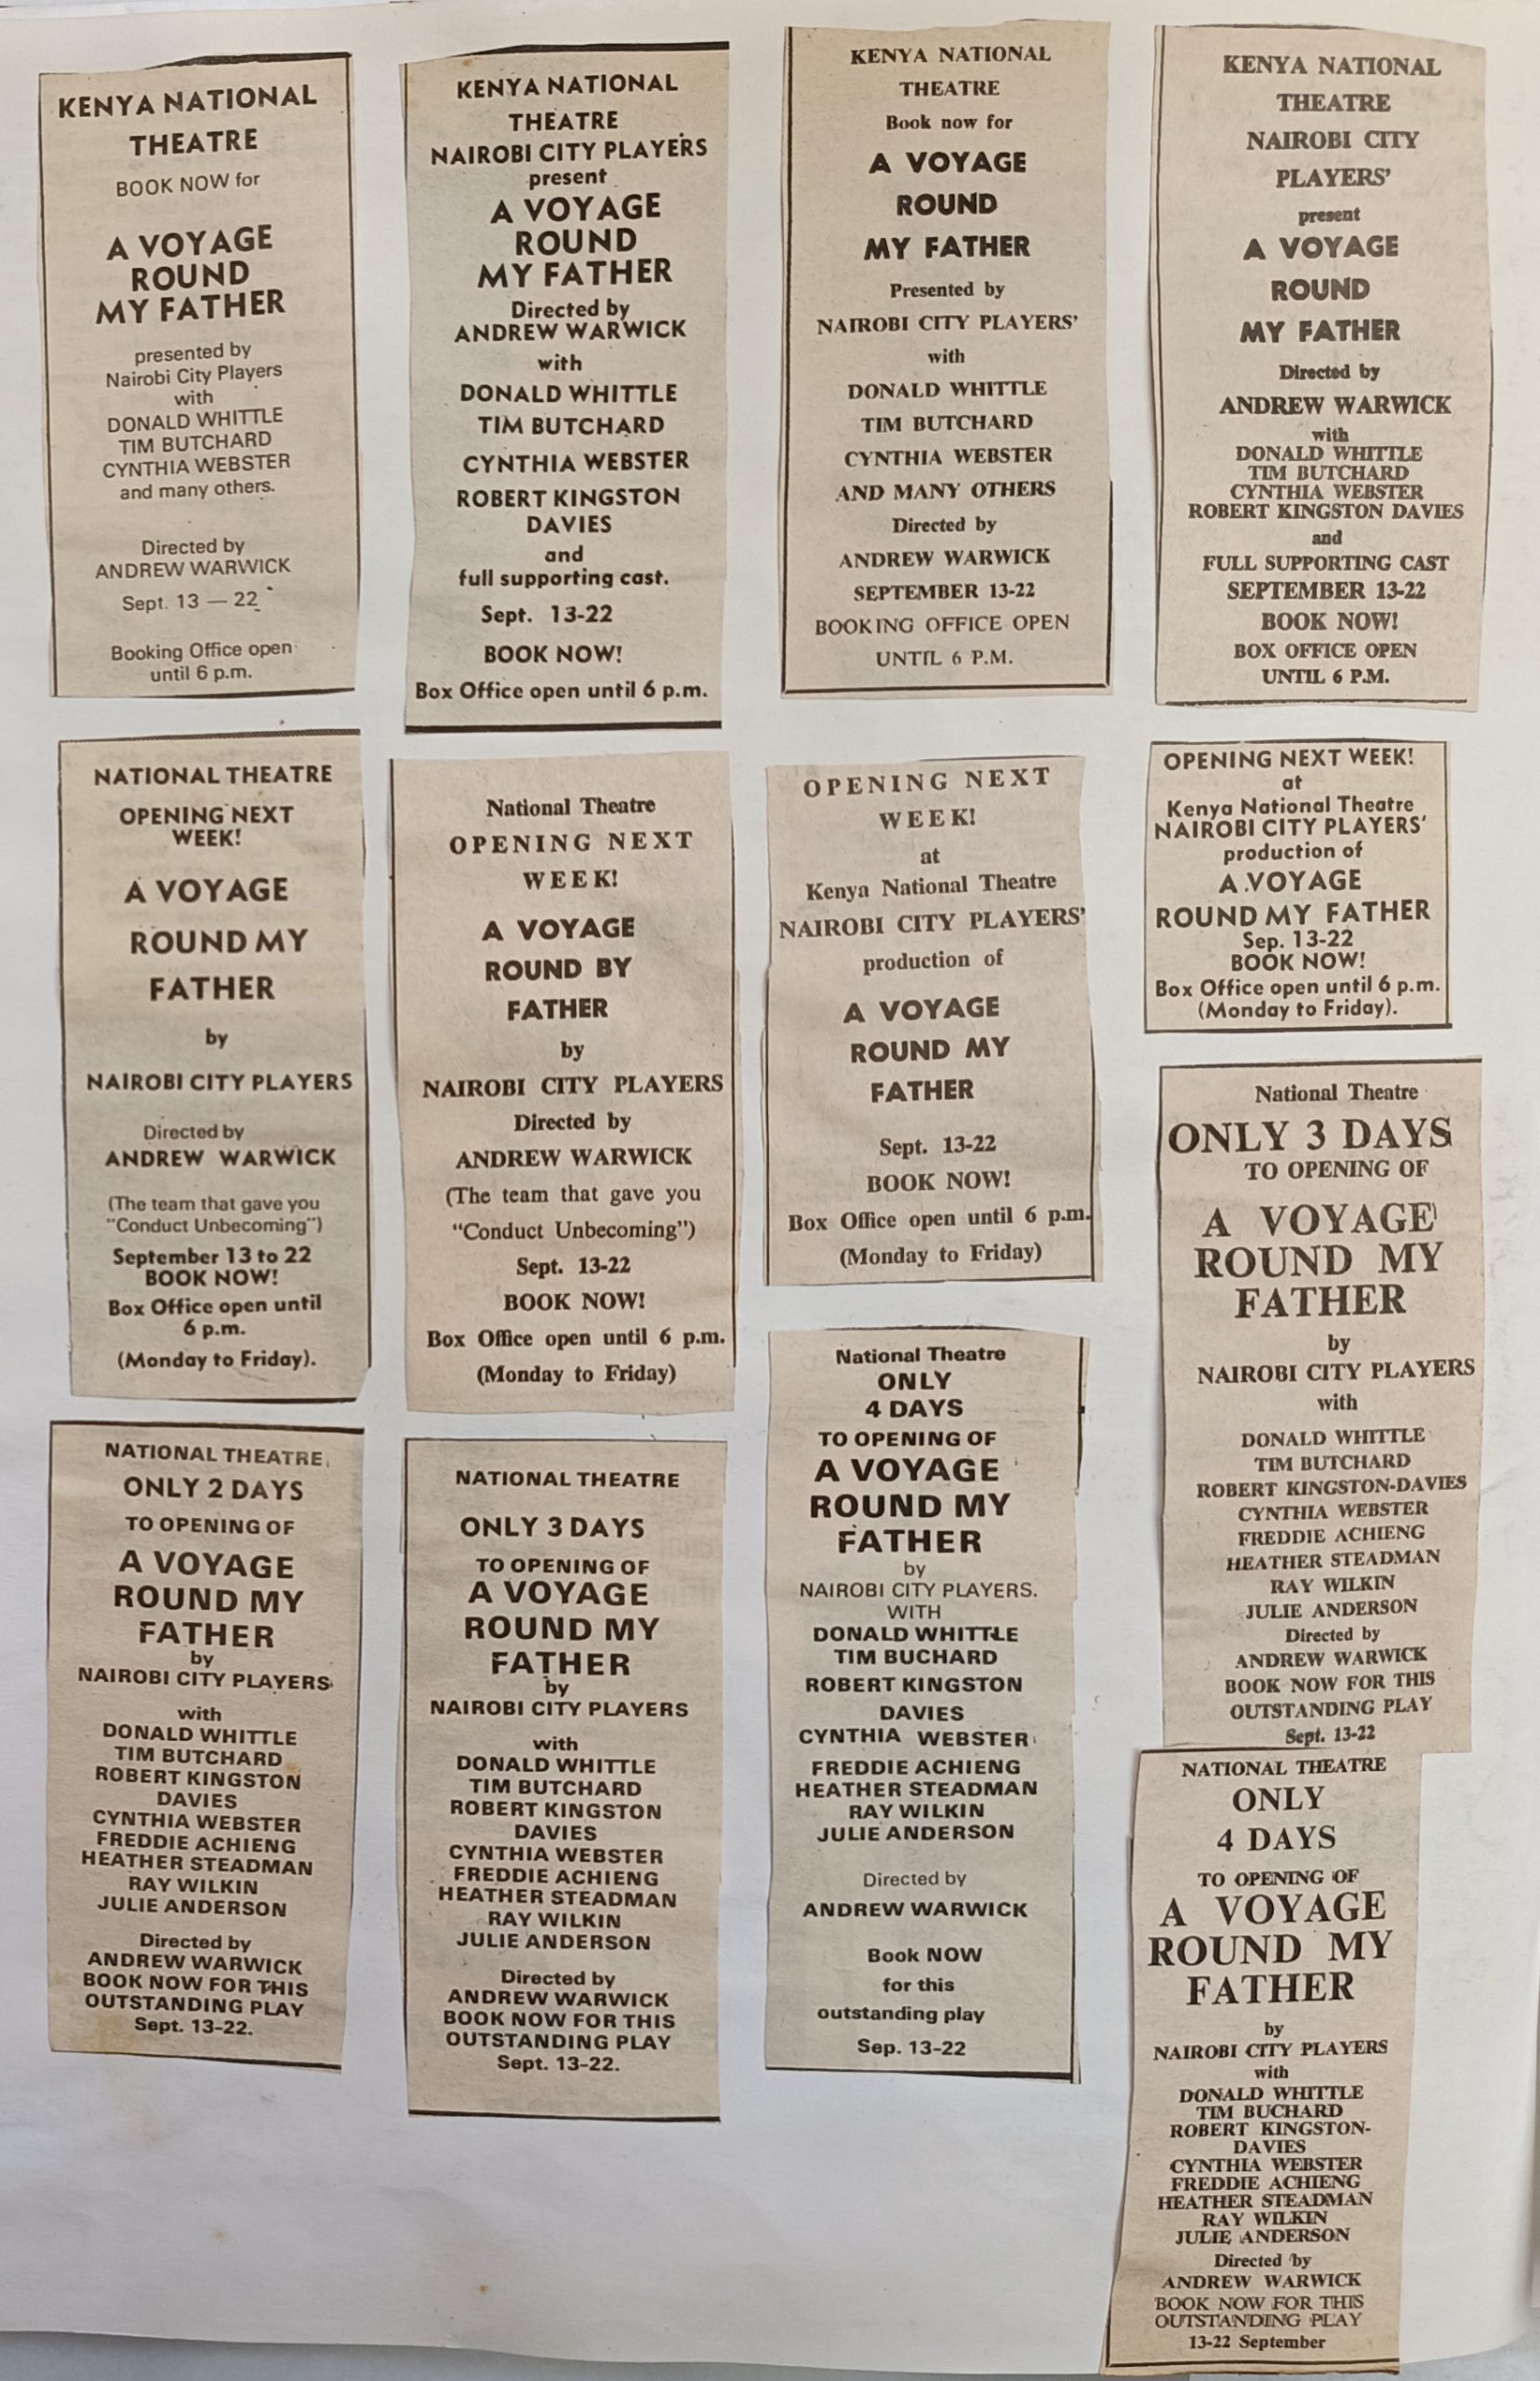 KENYA NATIONAL
THEATRE
BOOK NOW for
A VOYAGE
ROUND
MY FATHER
presented by
Nairobi City Players
with
DONALD WHITTLE
TIM BUTCHARD
CYNTHIA WEBSTER
and many others.
Directed by
ANDREW WARWICK
Sept. 13 — 22
Booking Office open
until 6 p.m.
KENYA NATIONAL
THEATRE
NAIROBI CITY PLAYERS
present
A VOYAGE
ROUND
MY FATHER
Directed by
ANDREW WARWICK
with
DONALD WHITTLE
TIM BUTCHARD
CYNTHIA WEBSTER
ROBERT KINGSTON
DAVIES
and
full supporting cast.
Sept. 13-22
BOOK NOW!
Box Office open until 6 p.m.
KENYA NATIONAL
THEATRE
Book now for
A VOYAGE
ROUND
MY FATHER
Presented by
NAIROBI CITY PLAYERS'
with
DONALD WHITTLE
TIM BUTCHARD
CYNTHIA WEBSTER
AND MANY OTHERS
Directed by
ANDREW WARWICK
SEPTEMBER 13-22
BOOKING OFFICE OPEN
UNTIL 6 P.M.
KENYA NATIONAL
THEATRE
NAIROBI CITY
PLAYERS'
present
A VOYAGE
ROUND
MY FATHER
Directed by
ANDREW WARWICK
with
DONALD WHITTLE
TIM BUTCHARD
CYNTHIA WEBSTER
ROBERT KINGSTON DAVIES
and
FULL SUPPORTING CAST
SEPTEMBER 13-22
BOOK NOW!
BOX OFFICE OPEN
UNTIL 6 P.M.
NATIONAL THEATRE
OPENING NEXT
WEEK!
A VOYAGE
ROUND MY
FATHER
by
NAIROBI CITY PLAYERS
Directed by
ANDREW WARWICK
(The team that gave you
"Conduct Unbecoming")
September 13 to 22
BOOK NOW!
Box Office open until
6 p.m.
(Monday to Friday).
National Theatre
OPENING NEXT
WEEK!
A VOYAGE
ROUND BY
FATHER
by
NAIROBI CITY PLAYERS
Directed by
ANDREW WARWICK
(The team that gave you
"Conduct Unbecoming")
Sept. 13-22
BOOK NOW!
Box Office open until 6 p.m.
(Monday to Friday)
OPENING NEXT
WEEK!
at
Kenya National Theatre
NAIROBI CITY PLAYERS'
production of
A VOYAGE
ROUND MY
FATHER
Sept. 13-22
BOOK NOW!
Box Office open until 6 p.m.
(Monday to Friday)
OPENING NEXT WEEK!
at
Kenya National Theatre
NAIROBI CITY PLAYERS'
production of
A VOYAGE
ROUND MY FATHER
Sep. 13-22
BOOK NOW!
Box Office open until 6 p.m.
(Monday to Friday).
National Theatre
ONLY 3 DAYS
TO OPENING OF
A VOYAGE
ROUND MY
FATHER
by
NAIROBI CITY PLAYERS
with
DONALD WHITTLE
TIM BUTCHARD
ROBERT KINGSTON-DAVIES
CYNTHIA WEBSTER
FREDDIE ACHIENG
HEATHER STEADMAN
RAY WILKIN
JULIE ANDERSON
Directed by
ANDREW WARWICK
BOOK NOW FOR THIS
OUTSTANDING PLAY
Sept. 13-22
NATIONAL THEATRE
ONLY 2 DAYS
TO OPENING OF
A VOYAGE
ROUND MY
FATHER
by
NAIROBI CITY PLAYERS
with
DONALD WHITTLE
TIM BUTCHARD
ROBERT KINGSTON
DAVIES
CYNTHIA WEBSTER
FREDDIE ACHIENG
HEATHER STEADMAN
RAY WILKIN
JULIE ANDERSON
Directed by
ANDREW WARWICK
BOOK NOW FOR THIS
OUTSTANDING PLAY
Sept. 13-22.
NATIONAL THEATRE
ONLY 3 DAYS
TO OPENING OF
A VOYAGE
ROUND MY
FATHER
by
NAIROBI CITY PLAYERS
with
DONALD WHITTLE
TIM BUTCHARD
ROBERT KINGSTON
DAVIES
CYNTHIA WEBSTER
FREDDIE ACHIENG
HEATHER STEADMAN
RAY WILKIN
JULIE ANDERSON
Directed by
ANDREW WARWICK
BOOK NOW FOR THIS
OUTSTANDING PLAY
Sept. 13-22.
National Theatre
ONLY
4 DAYS
TO OPENING OF
A VOYAGE
ROUND MY
FATHER
by
NAIROBI CITY PLAYERS.
WITH
DONALD WHITTLE
TIM BUCHARD
ROBERT KINGSTON
DAVIES
CYNTHIA WEBSTER
FREDDIE ACHIENG
HEATHER STEADMAN
RAY WILKIN
JULIE ANDERSON
Directed by
ANDREW WARWICK
Book NOW
for this
outstanding play
Sep. 13-22
NATIONAL THEATRE
ONLY
4 DAYS
TO OPENING OF
A VOYAGE
ROUND MY
FATHER
by
NAIROBI CITY PLAYERS
with
DONALD WHITTLE
TIM BUCHARD
ROBERT KINGSTON-
DAVIES
CYNTHIA WEBSTER
FREDDIE ACHIENG
HEATHER STEADMAN
RAY WILKIN
JULIE ANDERSON
Directed by
ANDREW WARWICK
BOOK NOW FOR THIS
OUTSTANDING PLAY
13-22 September